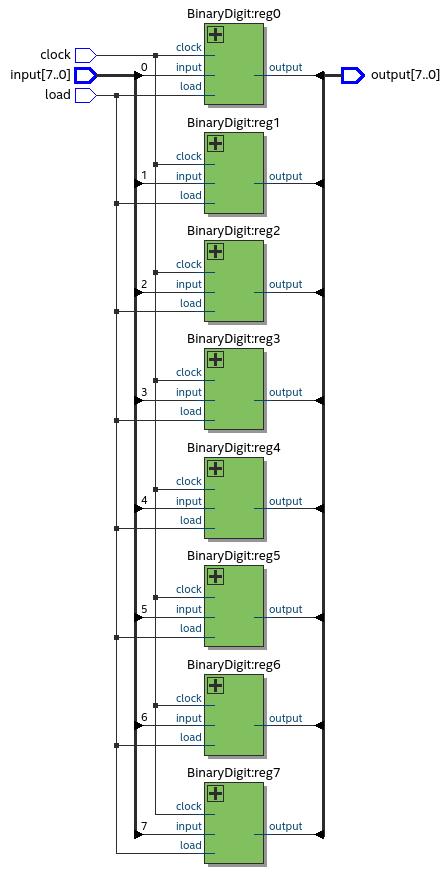 BinaryDigit:reg0
clock
clock
input[7..0]
0
input
output
output[7..0]
load
load
BinaryDigit:reg1
clock
1
input
output
load
BinaryDigit:reg2
clock
2
input
output
load
BinaryDigit:reg3
clock
3
input
output
load
BinaryDigit:reg4
clock
4
input
output
load
BinaryDigit:reg5
clock
5
input
output
load
BinaryDigit:reg6
clock
6
input
output
load
BinaryDigit:reg7
clock
7
input
output
load